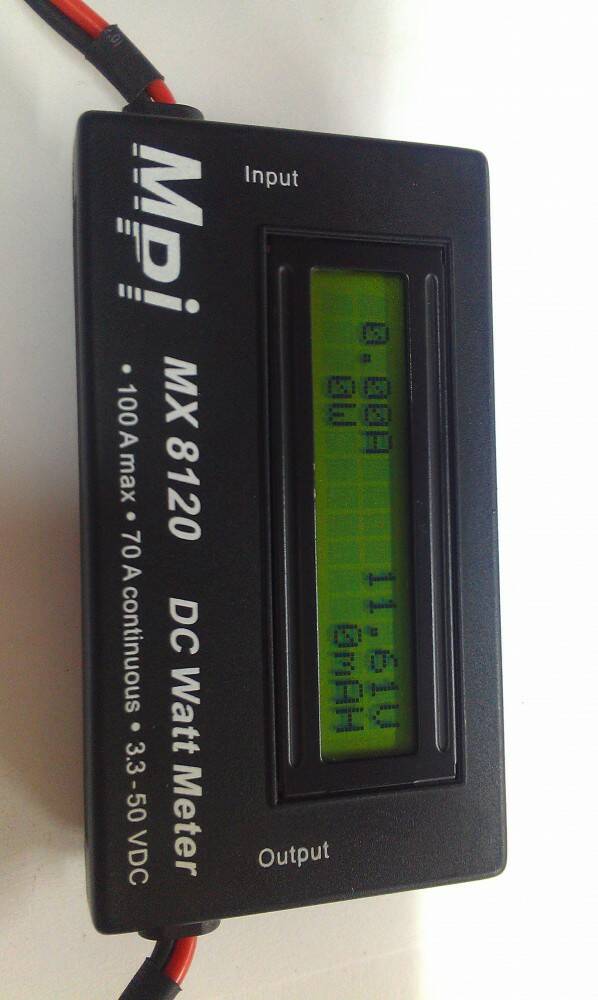 Input
Output
0.00A 11.61V
0W 0mAH
MPi MX 8120 DC Watt Meter
• 100 A max • 70 A continuous • 3.3 - 50 VDC